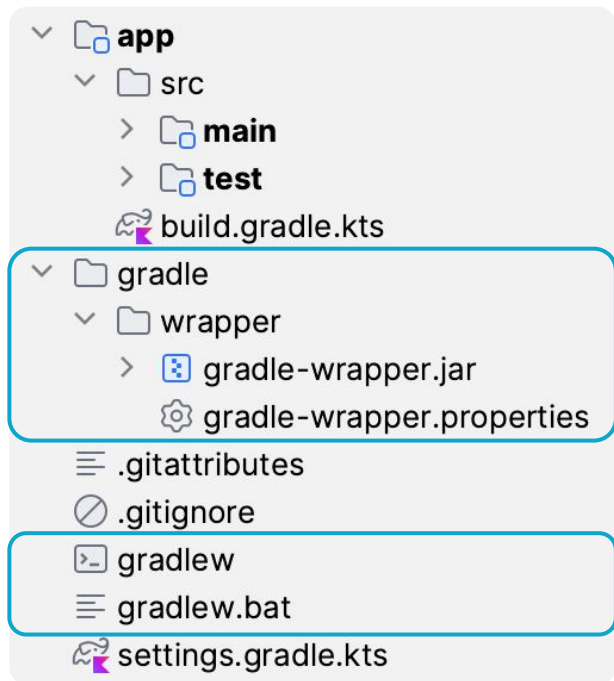 app
src
main
test
build.gradle.kts
gradle
wrapper
gradle-wrapper.jar
gradle-wrapper.properties
.gitattributes
.gitignore
gradlew
gradlew.bat
settings.gradle.kts